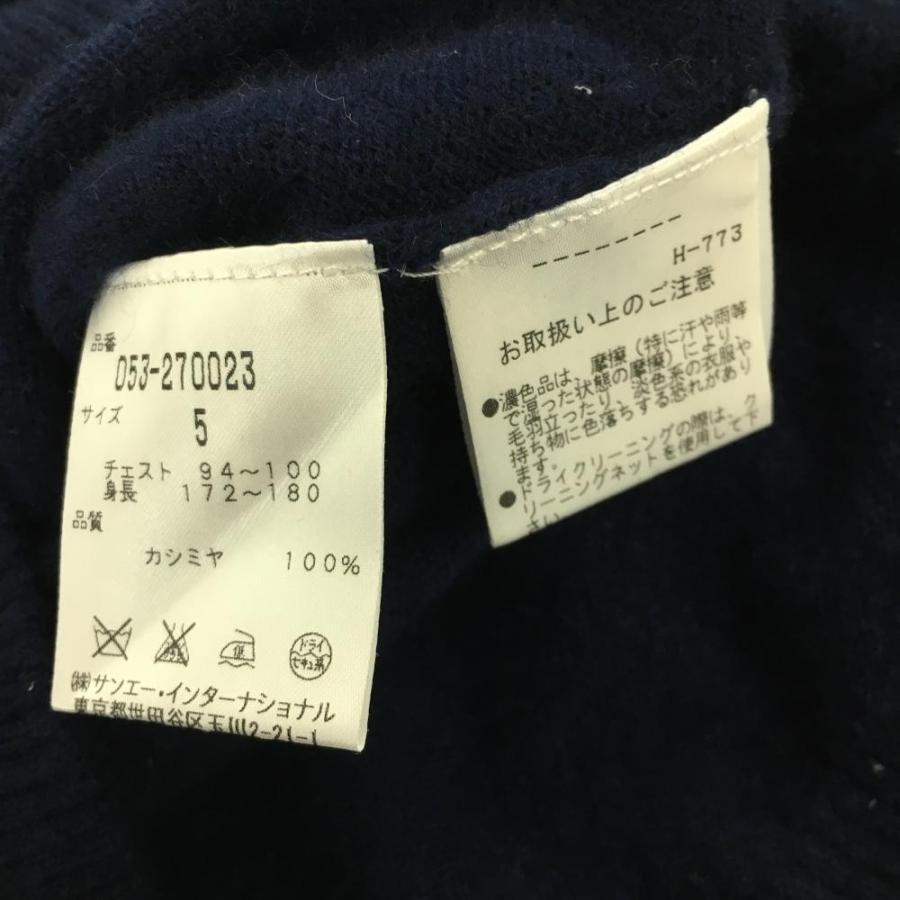 品番
053-270023
サイズ
5
チェスト 94～100
身長 172～180
品質
カシミヤ 100%
低
ドライ
セキユ系
(株)サンエー・インターナショナル
東京都世田谷区玉川2-21-1
--------
H-773
お取扱い上のご注意
●濃色品は、摩擦（特に汗や雨等
で湿った状態の摩擦）により、
毛羽立ったり、淡色系の衣服や
持ち物に色落ちする恐れがあり
ます。
●ドライクリーニングの際は、ク
リーニングネットを使用して下
さい